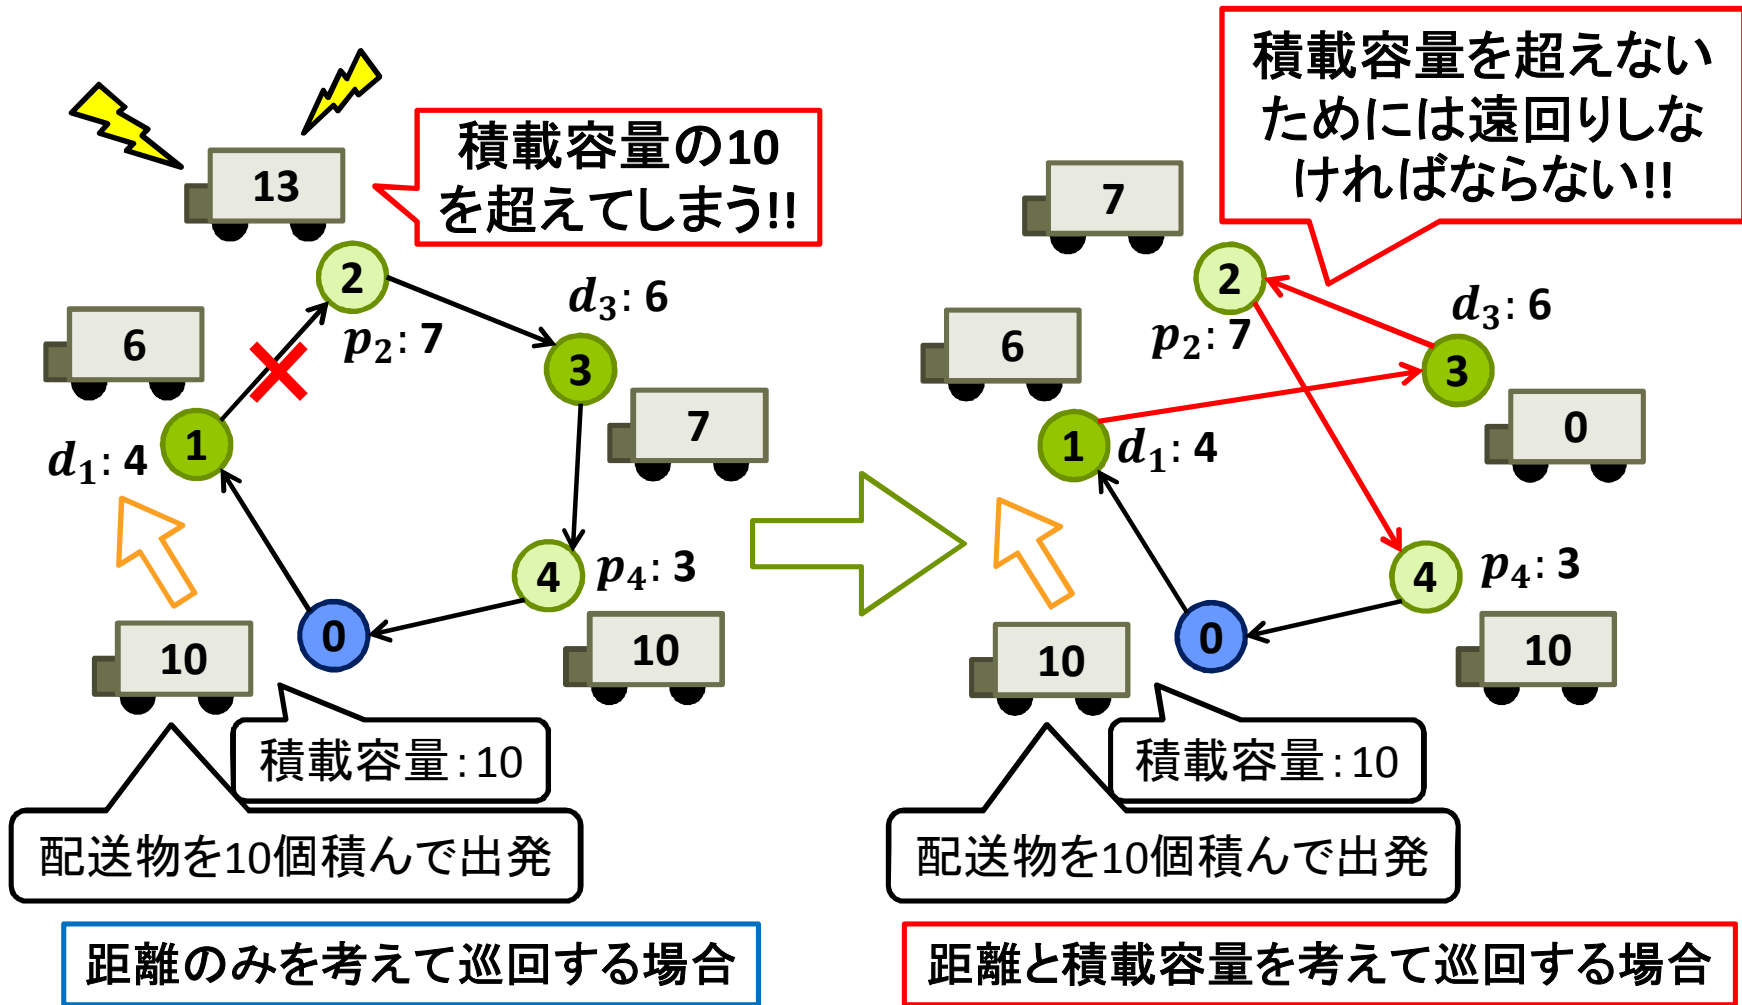 積載容量の10
を超えてしまう!!
13
2
p₂: 7
d₃: 6
3
6
1
d₁: 4
7
4
p₄: 3
0
10
10
積載容量:10
配送物を10個積んで出発
距離のみを考えて巡回する場合
積載容量を超えない
ためには遠回りしな
ければならない!!
7
2
p₂: 7
d₃: 6
3
6
1
d₁: 4
0
4
p₄: 3
0
10
10
積載容量:10
配送物を10個積んで出発
距離と積載容量を考えて巡回する場合